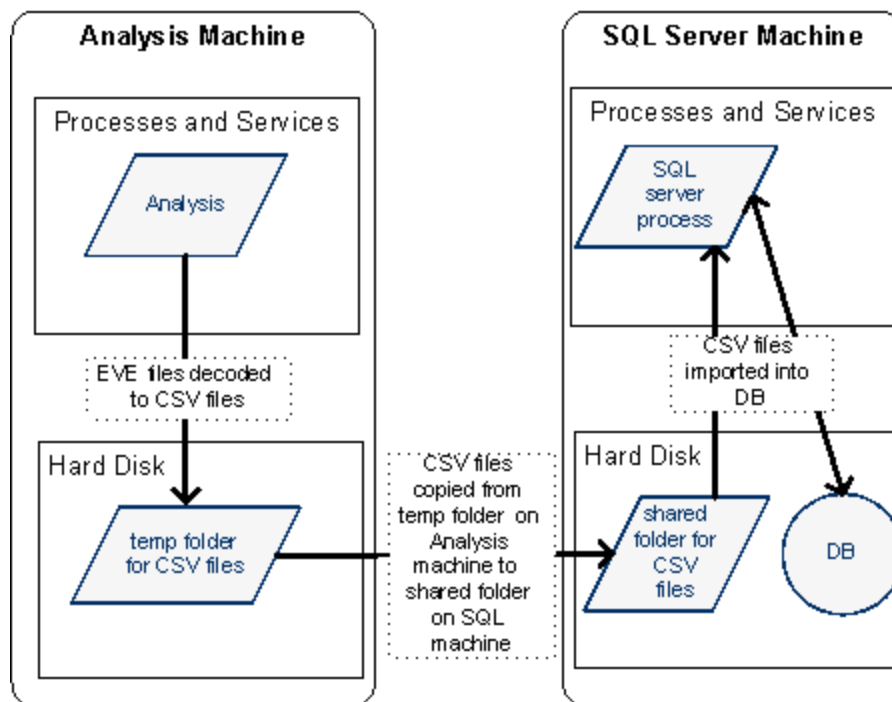 Analysis Machine
Processes and Services
Analysis
EVE files decoded
to CSV files
Hard Disk
temp folder
for CSV files
CSV files
copied from
temp folder on
Analysis
machine to
shared folder
on SQL
machine
SQL Server Machine
Processes and Services
SQL
server
process
CSV files
imported into
DB
Hard Disk
shared
folder for
CSV
files
DB